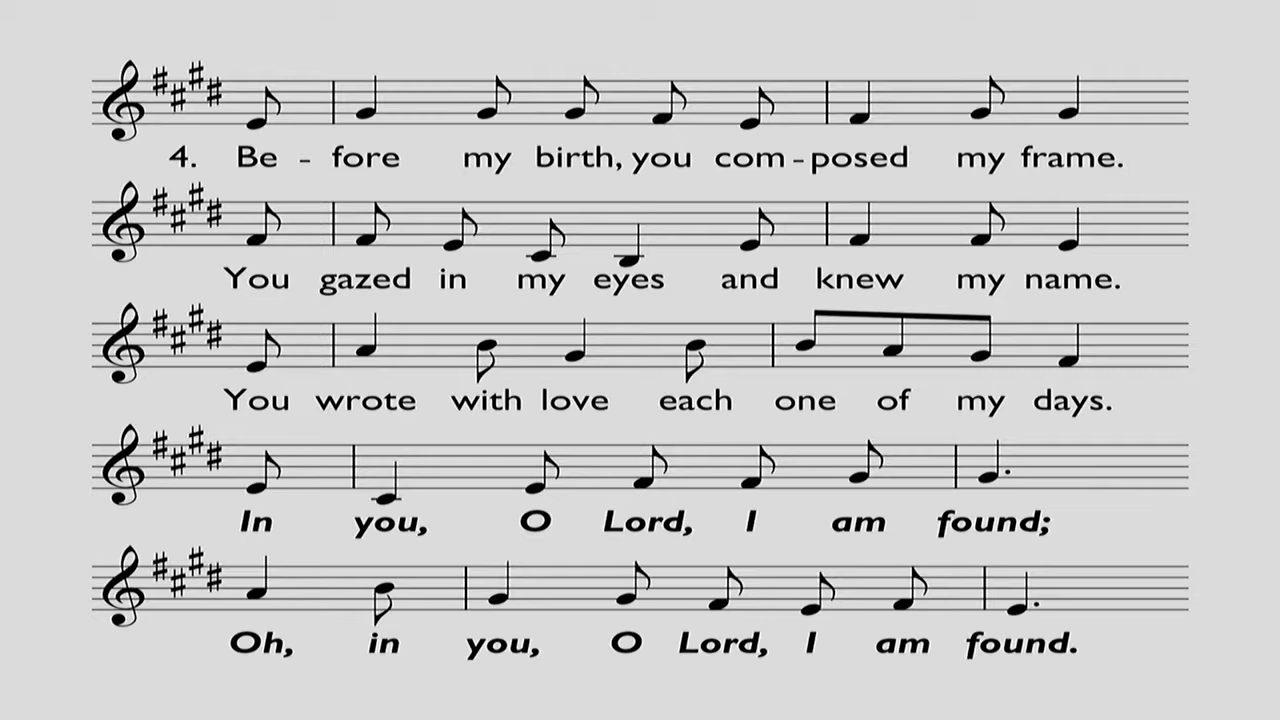 4. Be - fore my birth, you com - posed my frame.
You gazed in my eyes and knew my name.
You wrote with love each one of my days.
In you, O Lord, I am found;
Oh, in you, O Lord, I am found.